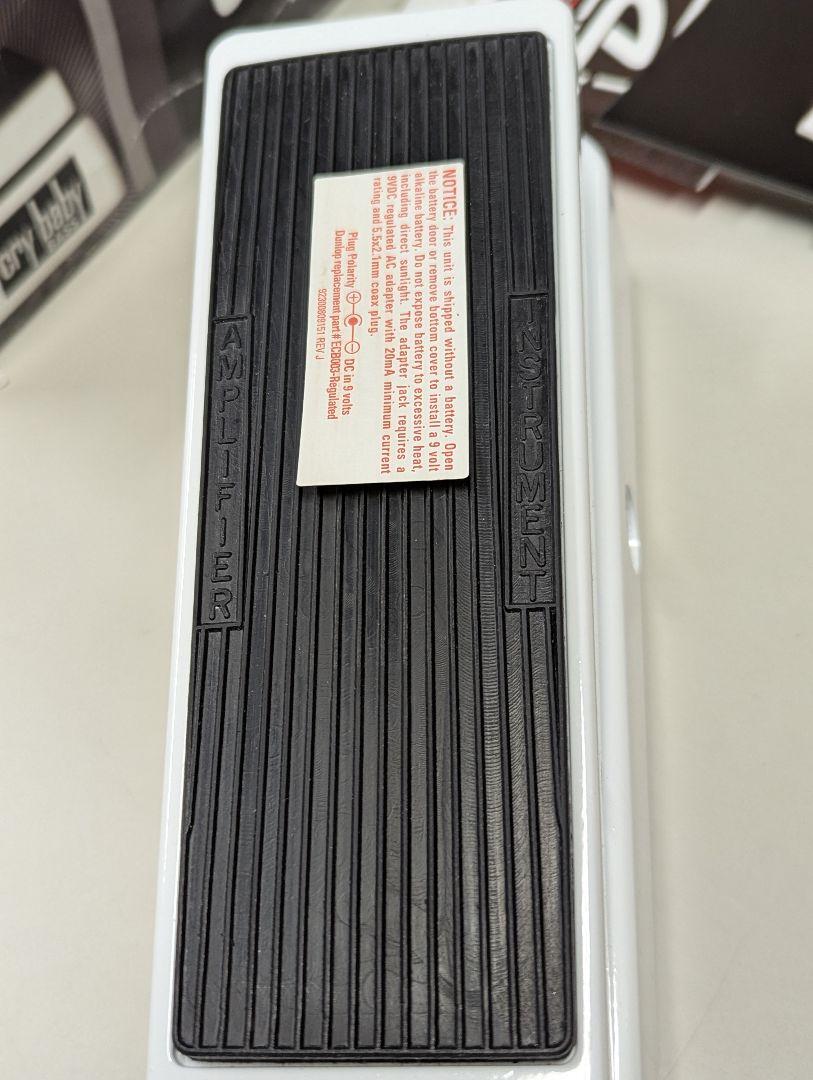 cry baby
BASS
NOTICE: This unit is shipped without a battery. Open
the battery door or remove bottom cover to install a 9 volt
alkaline battery. Do not expose battery to excessive heat,
including direct sunlight. The adapter jack requires a
9VDC regulated AC adapter with 20mA minimum current
rating and 5.5x2.1mm coax plug.
Plug Polarity + - DC in 9 volts
Dunlop replacement part# ECB003-Regulated
92300809151 REV J
INSTRUMENT
AMPLIFIER